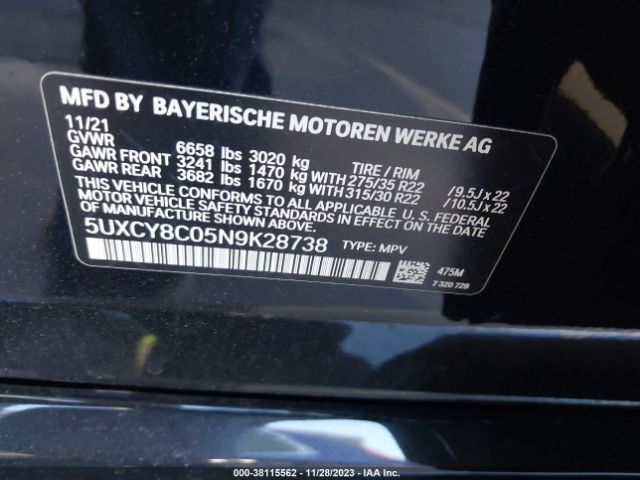 MFD BY BAYERISCHE MOTOREN WERKE AG
11/21
GVWR 6658 lbs 3020 kg TIRE / RIM
GAWR FRONT 3241 lbs 1470 kg WITH 275/35 R22 / 9.5J x 22
GAWR REAR 3682 lbs 1670 kg WITH 315/30 R22 / 10.5J x 22
THIS VEHICLE CONFORMS TO ALL APPLICABLE U.S. FEDERAL
MOTOR VEHICLE SAFETY STANDARDS IN EFFECT ON THE
DATE OF MANUFACTURE SHOWN ABOVE.
5UXCY8C05N9K28738 TYPE: MPV
475M
7 320 729
000-38115562 - 11/28/2023 - IAA Inc.